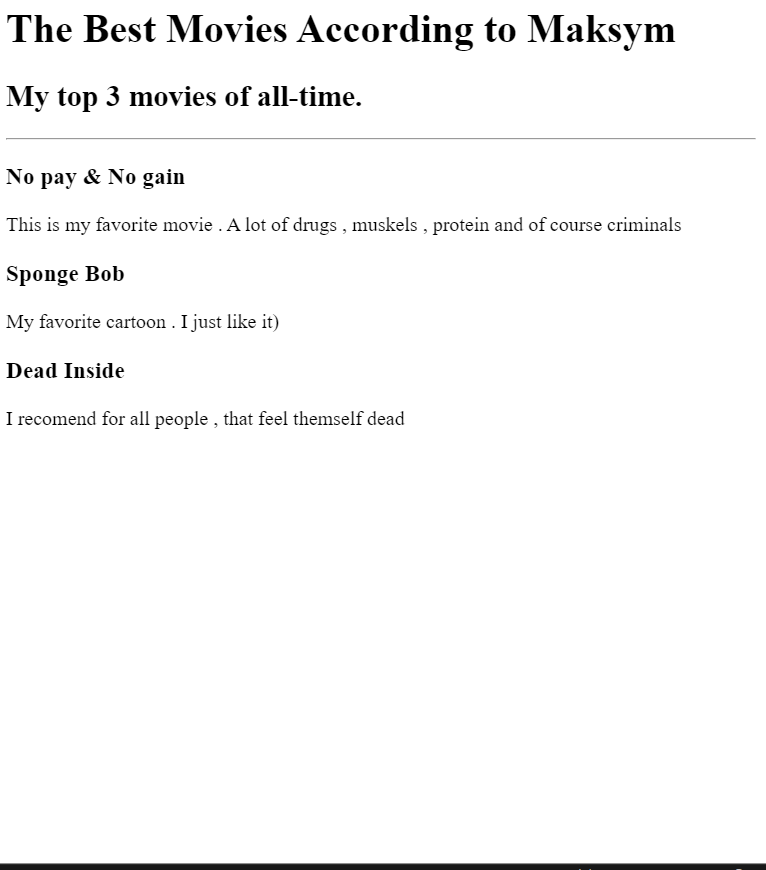 The Best Movies According to Maksym
My top 3 movies of all-time.
No pay & No gain
This is my favorite movie . A lot of drugs , muskels , protein and of course criminals
Sponge Bob
My favorite cartoon . I just like it)
Dead Inside
I recomend for all people , that feel themself dead